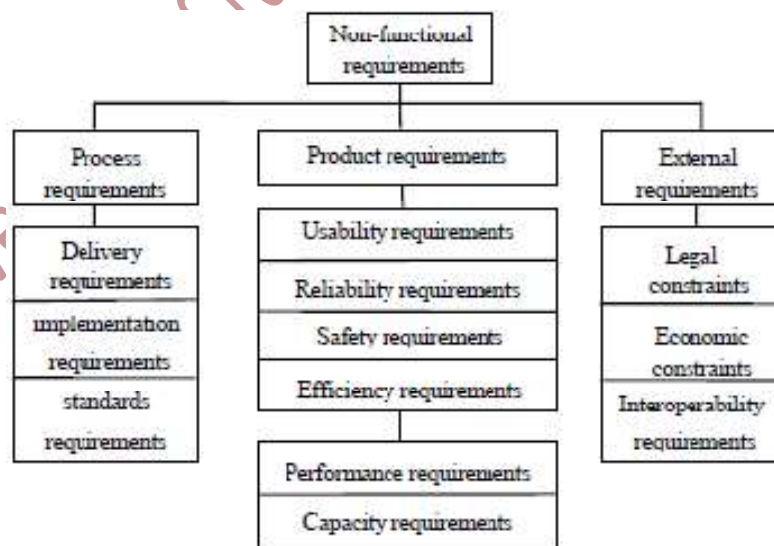 Non-functional
requirements
Process
requirements
Product requirements
External
requirements
Delivery
requirements
implementation
requirements
standards
requirements
Usability requirements
Reliability requirements
Safety requirements
Efficiency requirements
Performance requirements
Capacity requirements
Legal
constraints
Economic
constraints
Interoperability
requirements